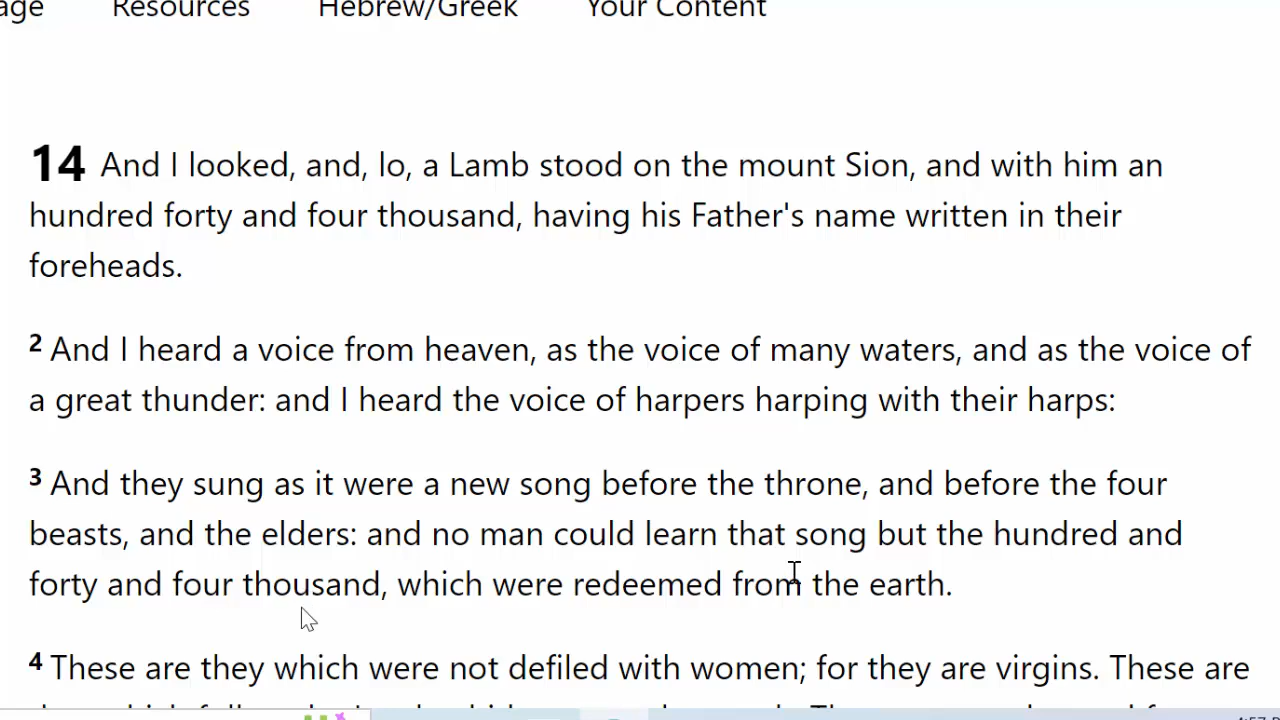 Resources Hebrew/Greek Your Content
14 And I looked, and, lo, a Lamb stood on the mount Sion, and with him an
hundred forty and four thousand, having his Father's name written in their
foreheads.
2 And I heard a voice from heaven, as the voice of many waters, and as the voice of
a great thunder: and I heard the voice of harpers harping with their harps:
3 And they sung as it were a new song before the throne, and before the four
beasts, and the elders: and no man could learn that song but the hundred and
forty and four thousand, which were redeemed from the earth.
4 These are they which were not defiled with women; for they are virgins. These are